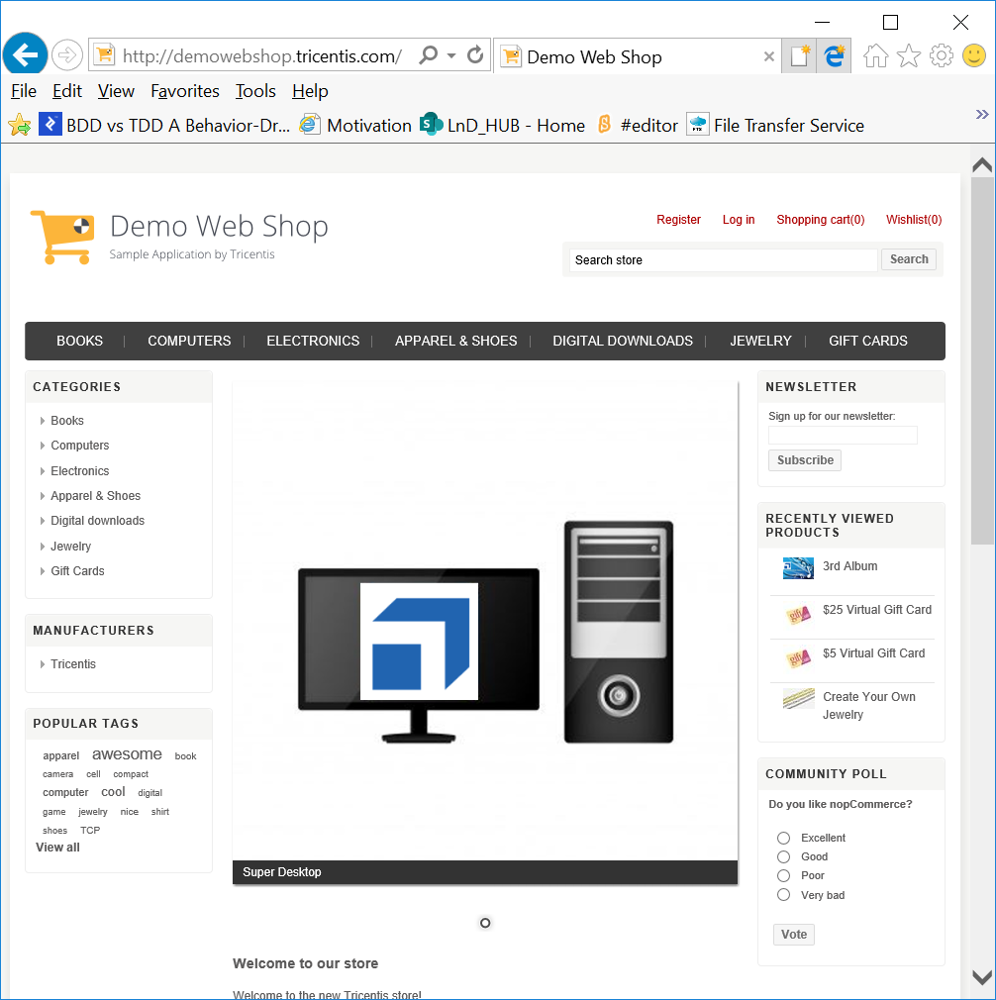 http://demowebshop.tricentis.com/
Demo Web Shop
File Edit View Favorites Tools Help
BDD vs TDD A Behavior-Dr... Motivation LnD_HUB - Home #editor File Transfer Service
Demo Web Shop
Sample Application by Tricentis
Register Log in Shopping cart(0) Wishlist(0)
Search store Search
BOOKS COMPUTERS ELECTRONICS APPAREL & SHOES DIGITAL DOWNLOADS JEWELRY GIFT CARDS
CATEGORIES
Books
Computers
Electronics
Apparel & Shoes
Digital downloads
Jewelry
Gift Cards
MANUFACTURERS
Tricentis
POPULAR TAGS
apparel awesome book
camera cell compact
computer cool digital
game jewelry nice shirt
shoes TCP
View all
Super Desktop
Welcome to our store
Welcome to the new Tricentis store!
NEWSLETTER
Sign up for our newsletter:
Subscribe
RECENTLY VIEWED
PRODUCTS
3rd Album
$25 Virtual Gift Card
$5 Virtual Gift Card
Create Your Own
Jewelry
COMMUNITY POLL
Do you like nopCommerce?
Excellent
Good
Poor
Very bad
Vote